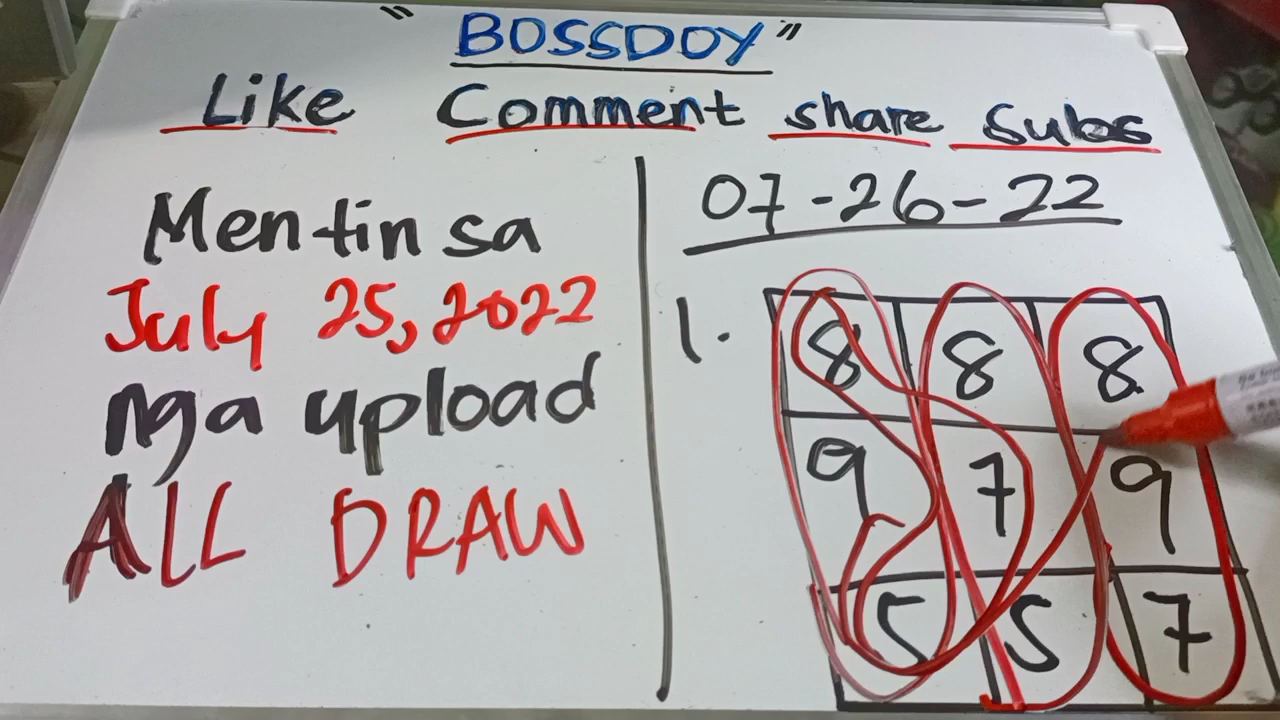 "BOSSDOY"
Like Comment share Subs
Mentin sa
July 25, 2022
nga upload
ALL DRAW
07-26-22
1.
8 8 8
9 7 9
5 5 7